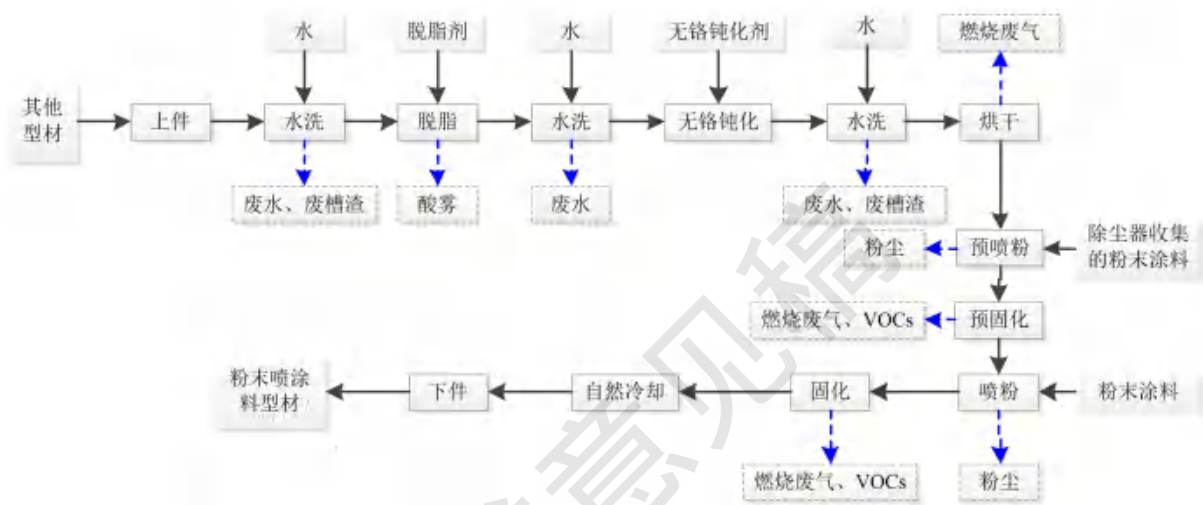 水
脱脂剂
水
无铬钝化剂
水
燃烧废气
其他
型材
上件
水洗
脱脂
水洗
无铬钝化
水洗
烘干
废水、废槽渣
酸雾
废水
废水、废槽渣
粉尘
预喷粉
除尘器收集
的粉末涂料
燃烧废气、VOCs
预固化
粉末喷涂
料型材
下件
自然冷却
固化
喷粉
粉末涂料
燃烧废气、VOCs
粉尘
意见稿